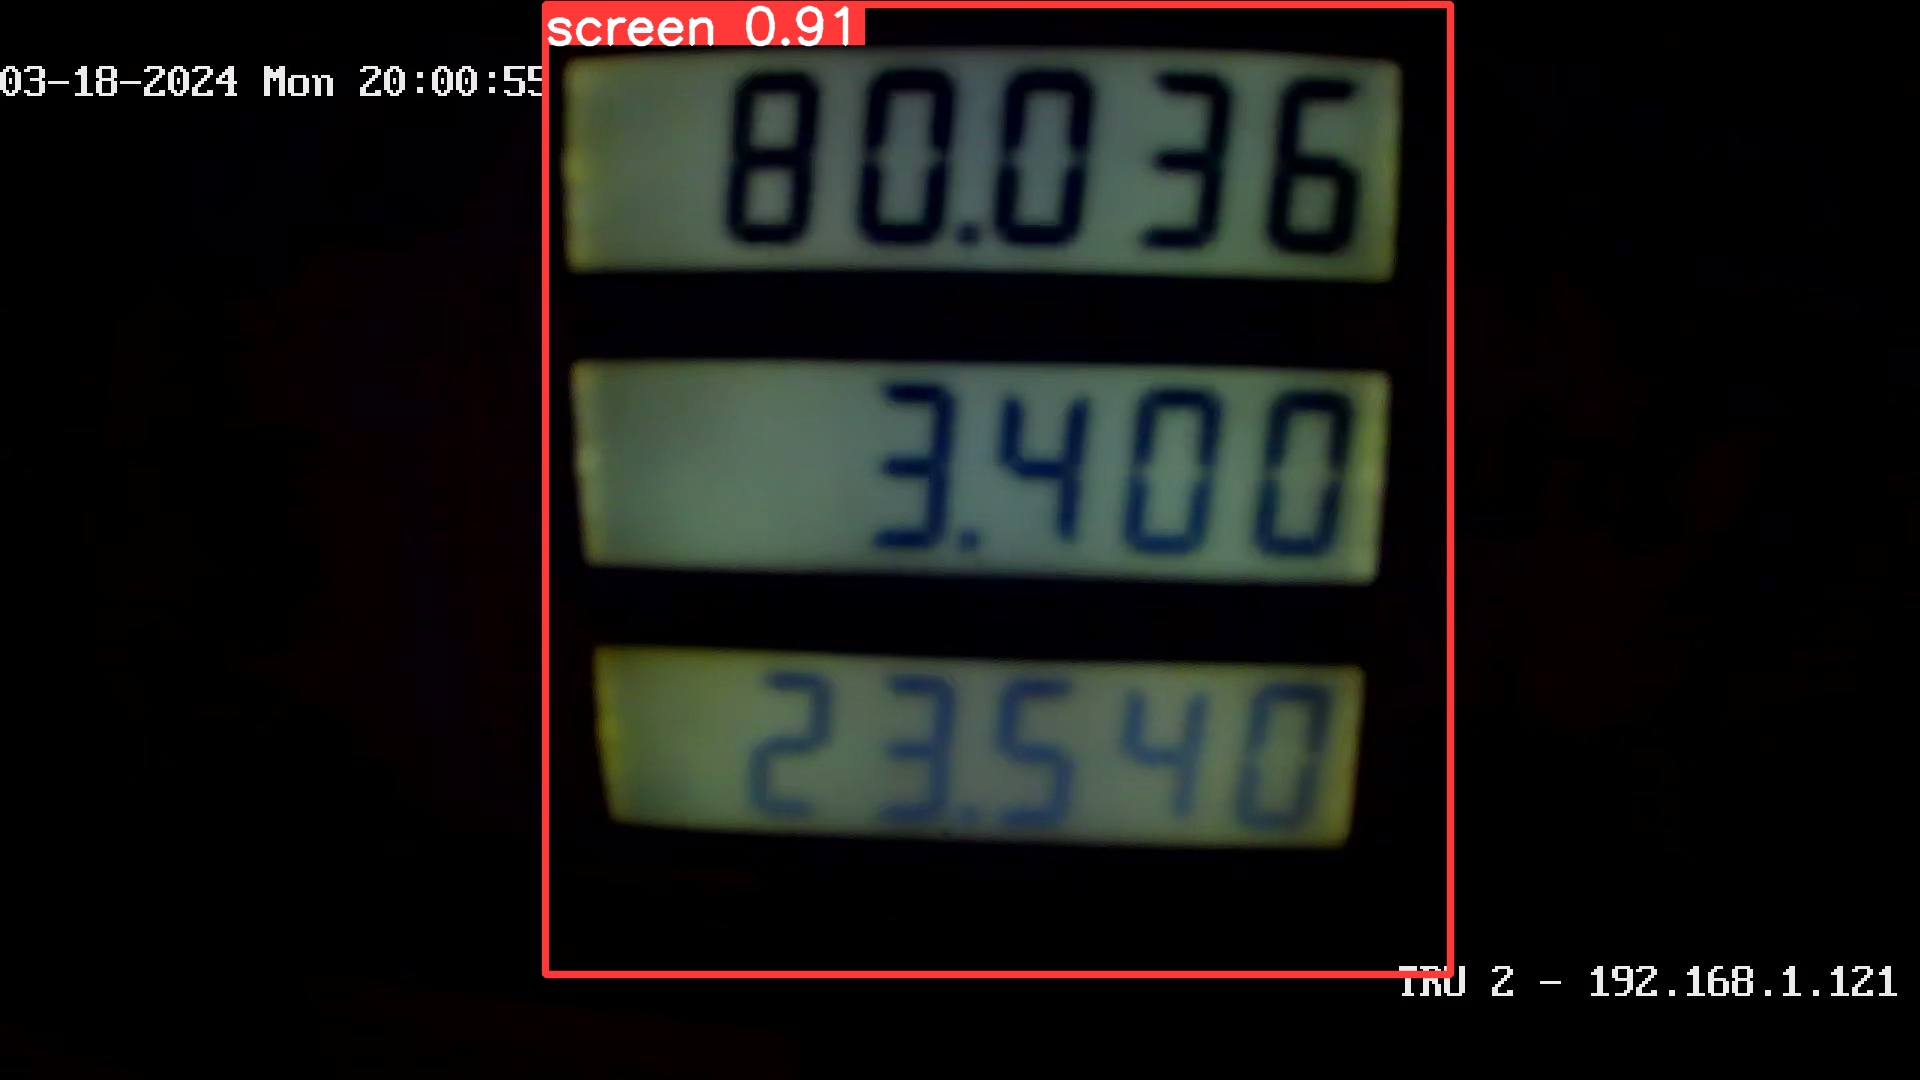 screen 0.91
03-18-2024 Mon 20:00:55
80.036
3.400
23.540
TRU 2 - 192.168.1.121